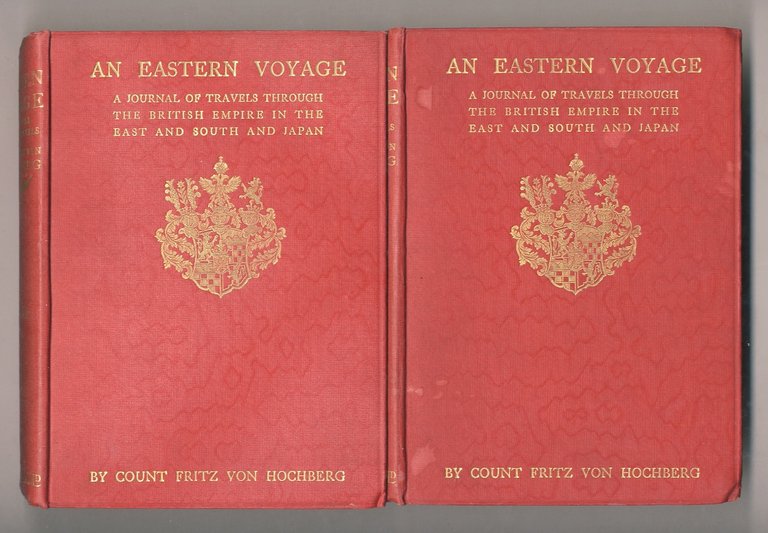 AN EASTERN VOYAGE
A JOURNAL OF TRAVELS THROUGH
THE BRITISH EMPIRE IN THE
EAST AND SOUTH AND JAPAN
BY COUNT FRITZ VON HOCHBERG
AN EASTERN VOYAGE
A JOURNAL OF TRAVELS THROUGH
THE BRITISH EMPIRE IN THE
EAST AND SOUTH AND JAPAN
BY COUNT FRITZ VON HOCHBERG